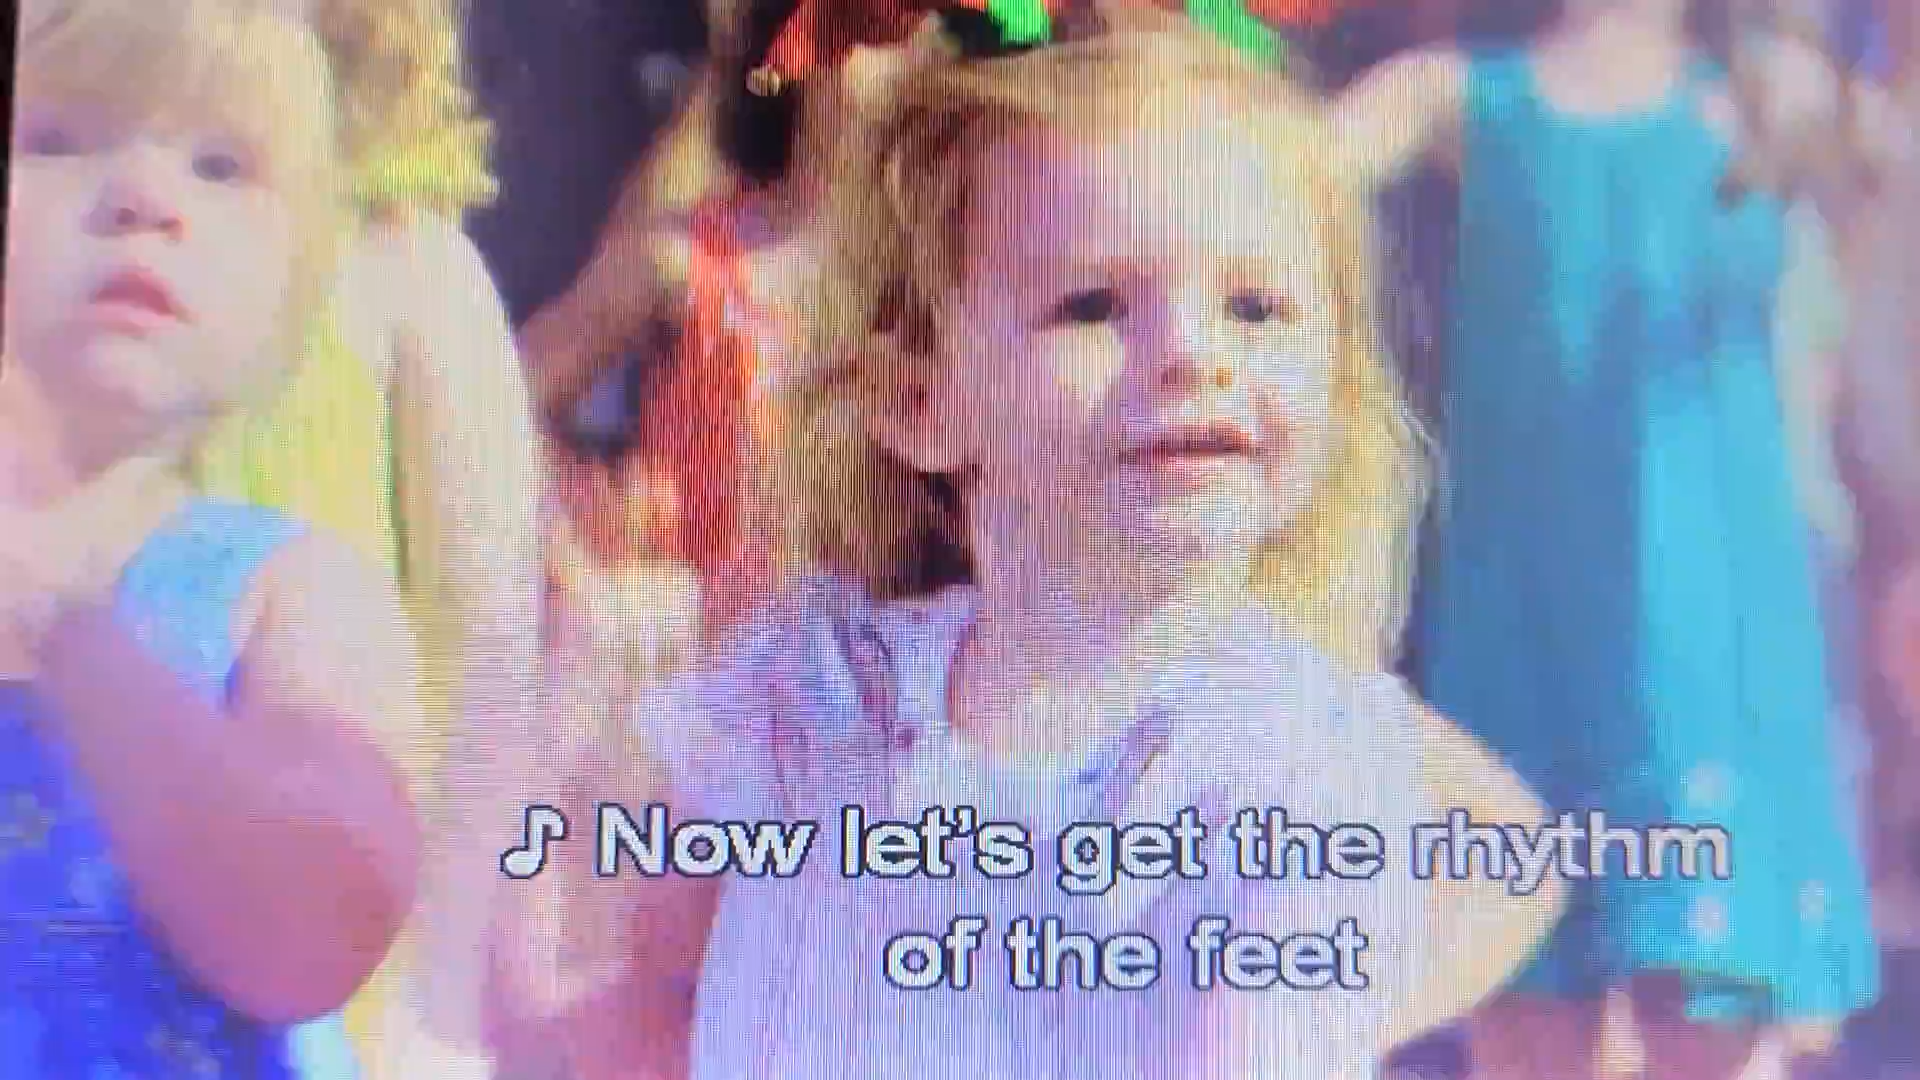 ♪ Now let's get the rhythm
of the feet